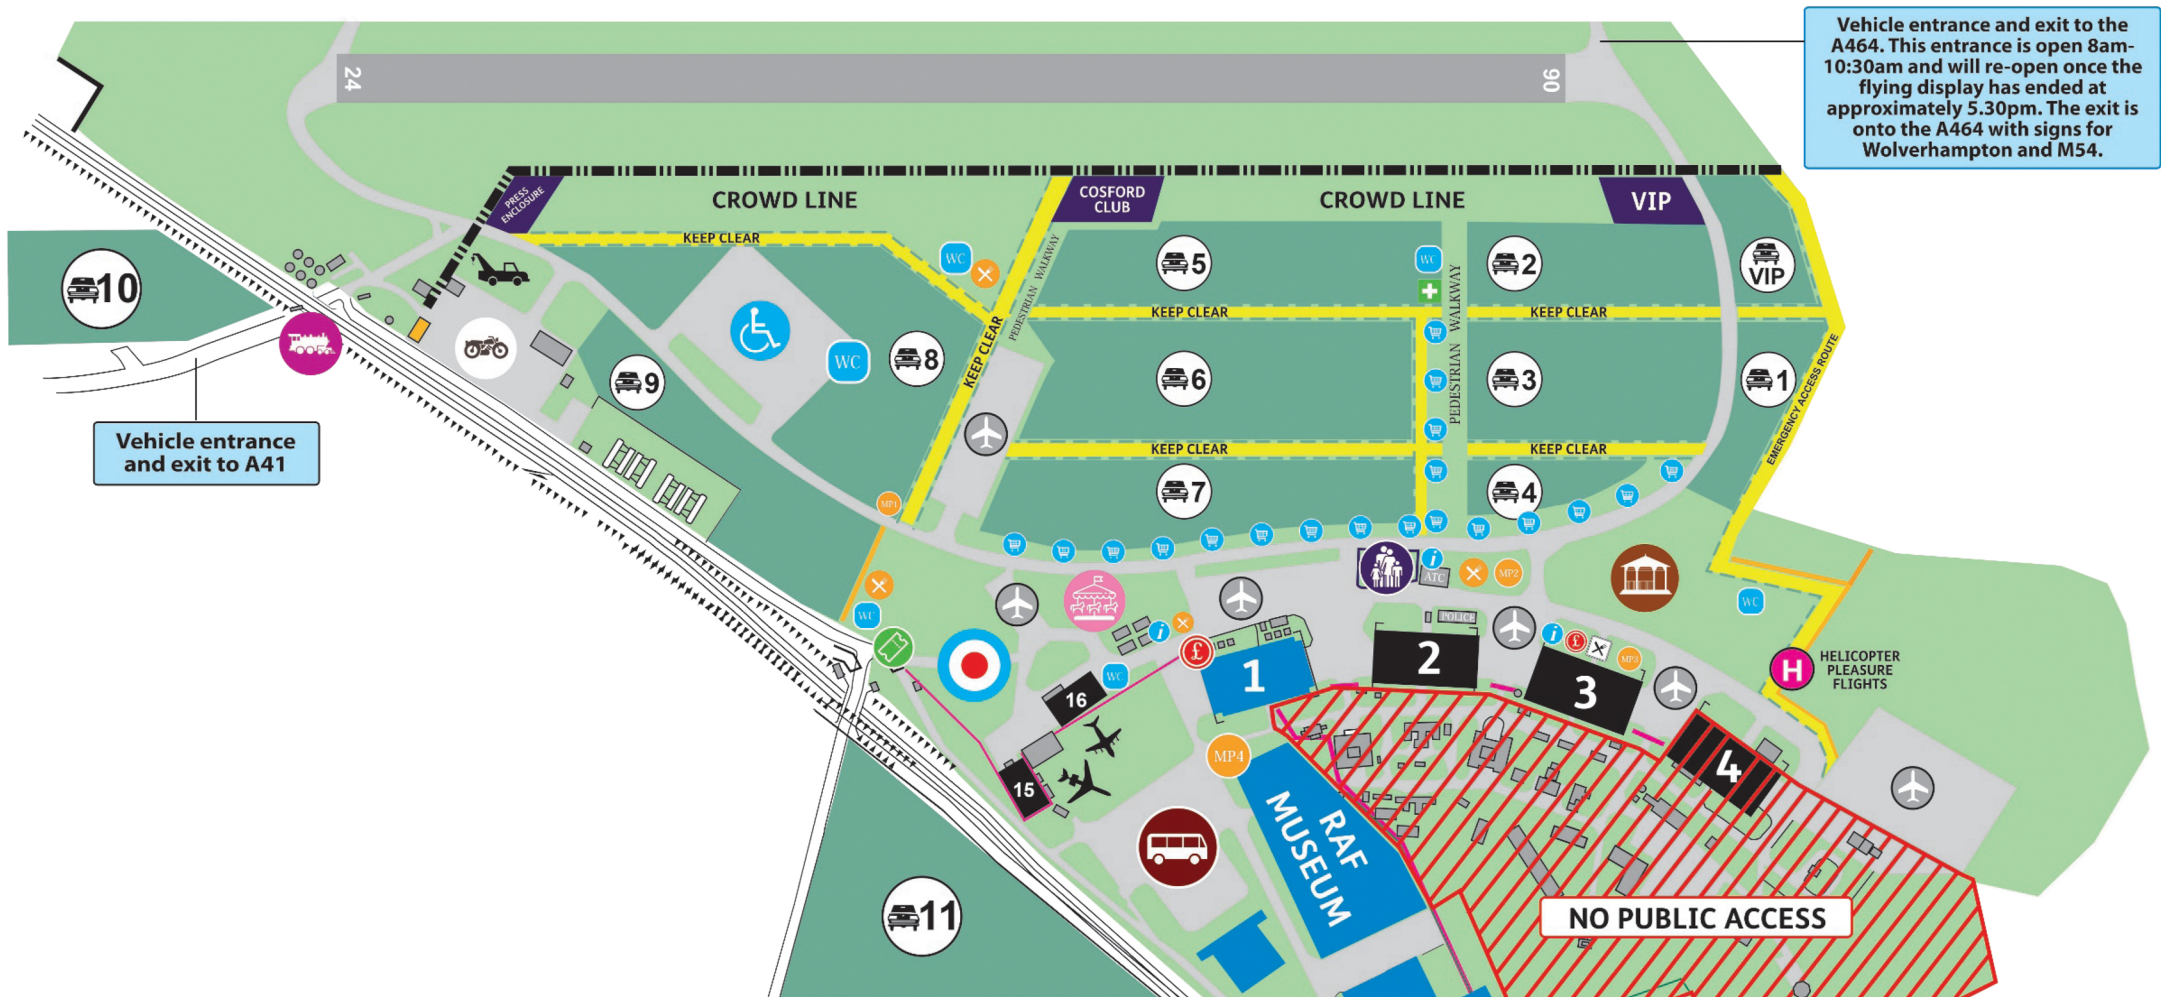 Vehicle entrance and exit to the
A464. This entrance is open 8am-
10:30am and will re-open once the
flying display has ended at
approximately 5.30pm. The exit is
onto the A464 with signs for
Wolverhampton and M54.
24
06
PRESS
ENCLOSURE
CROWD LINE
COSFORD
CLUB
CROWD LINE
VIP
KEEP CLEAR
WC
PEDESTRIAN WALKWAY
5
WC
2
VIP
10
KEEP CLEAR
KEEP CLEAR
PEDESTRIAN WALKWAY
WC
8
KEEP CLEAR
9
6
3
1
EMERGENCY ACCESS ROUTE
Vehicle entrance
and exit to A41
KEEP CLEAR
KEEP CLEAR
7
4
MP1
i
ATC
MP2
WC
WC
POLICE
i
£
1
2
i
£
MP3
H
HELICOPTER
PLEASURE
FLIGHTS
16
WC
3
MP4
15
4
RAF
MUSEUM
11
NO PUBLIC ACCESS